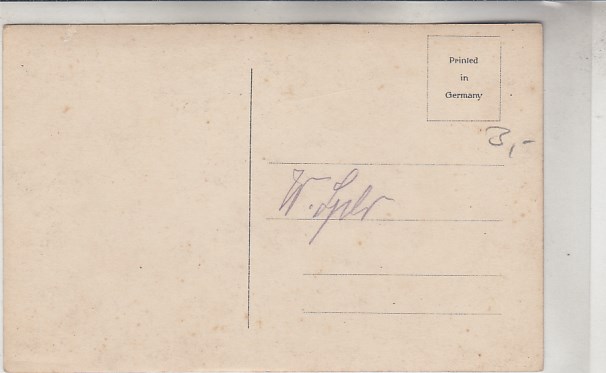 Printed
in
Germany
3,-
W.